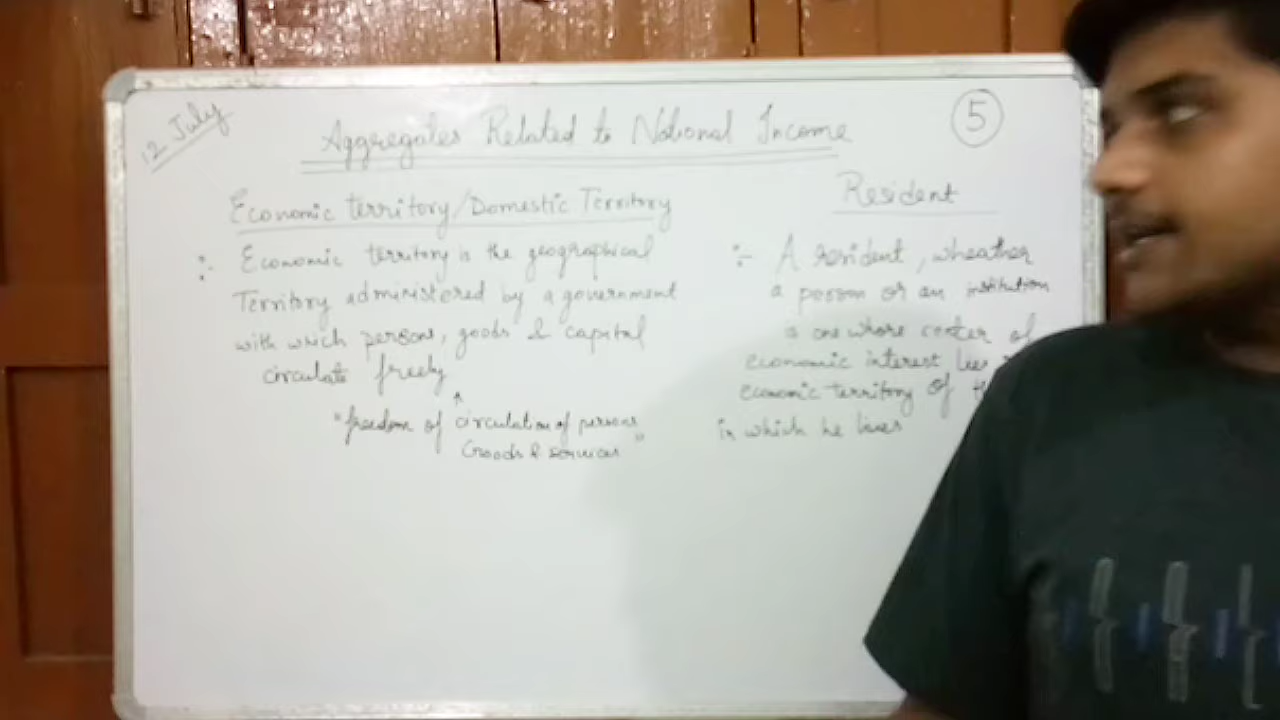 12 July
Aggregates Related to National Income
5
Economic territory/Domestic Territory
:- Economic territory is the geographical
Territory administered by a government
with which persons, goods & capital
circulate freely
"freedom of circulation of persons
Goods & services"
Resident
:- A resident, wheather
a person or an institution
is one whose center of
economic interest lies
economic territory of
in which he lives